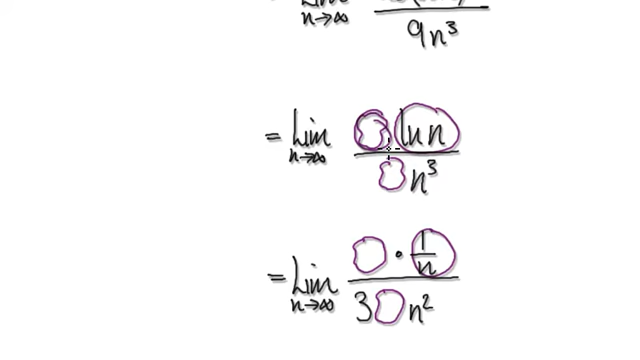 = lim n→∞ / 9n³
= lim n→∞ ln n / n³
= lim n→∞ · 1/n / 3 n²